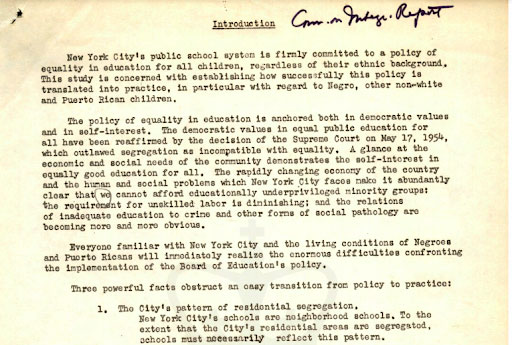 Introduction
Com. on Integr. Report
New York City's public school system is firmly committed to a policy of
equality in education for all children, regardless of their ethnic background.
This study is concerned with establishing how successfully this policy is
translated into practice, in particular with regard to Negro, other non-white
and Puerto Rican children.
The policy of equality in education is anchored both in democratic values
and in self-interest. The democratic values in equal public education for
all have been reaffirmed by the decision of the Supreme Court on May 17, 1954,
which outlawed segregation as incompatible with equality. A glance at the
economic and social needs of the community demonstrates the self-interest in
equally good education for all. The rapidly changing economy of the country
and the human and social problems which New York City faces make it abundantly
clear that we cannot afford educationally underprivileged minority groups:
the requirement for unskilled labor is diminishing; and the relations
of inadequate education to crime and other forms of social pathology are
becoming more and more obvious.
Everyone familiar with New York City and the living conditions of Negroes
and Puerto Ricans will immediately realize the enormous difficulties confronting
the implementation of the Board of Education's policy.
Three powerful facts obstruct an easy transition from policy to practice:
1. The City's pattern of residential segregation.
New York City's schools are neighborhood schools. To the
extent that the City's residential areas are segregated,
schools must necessarily reflect this pattern.